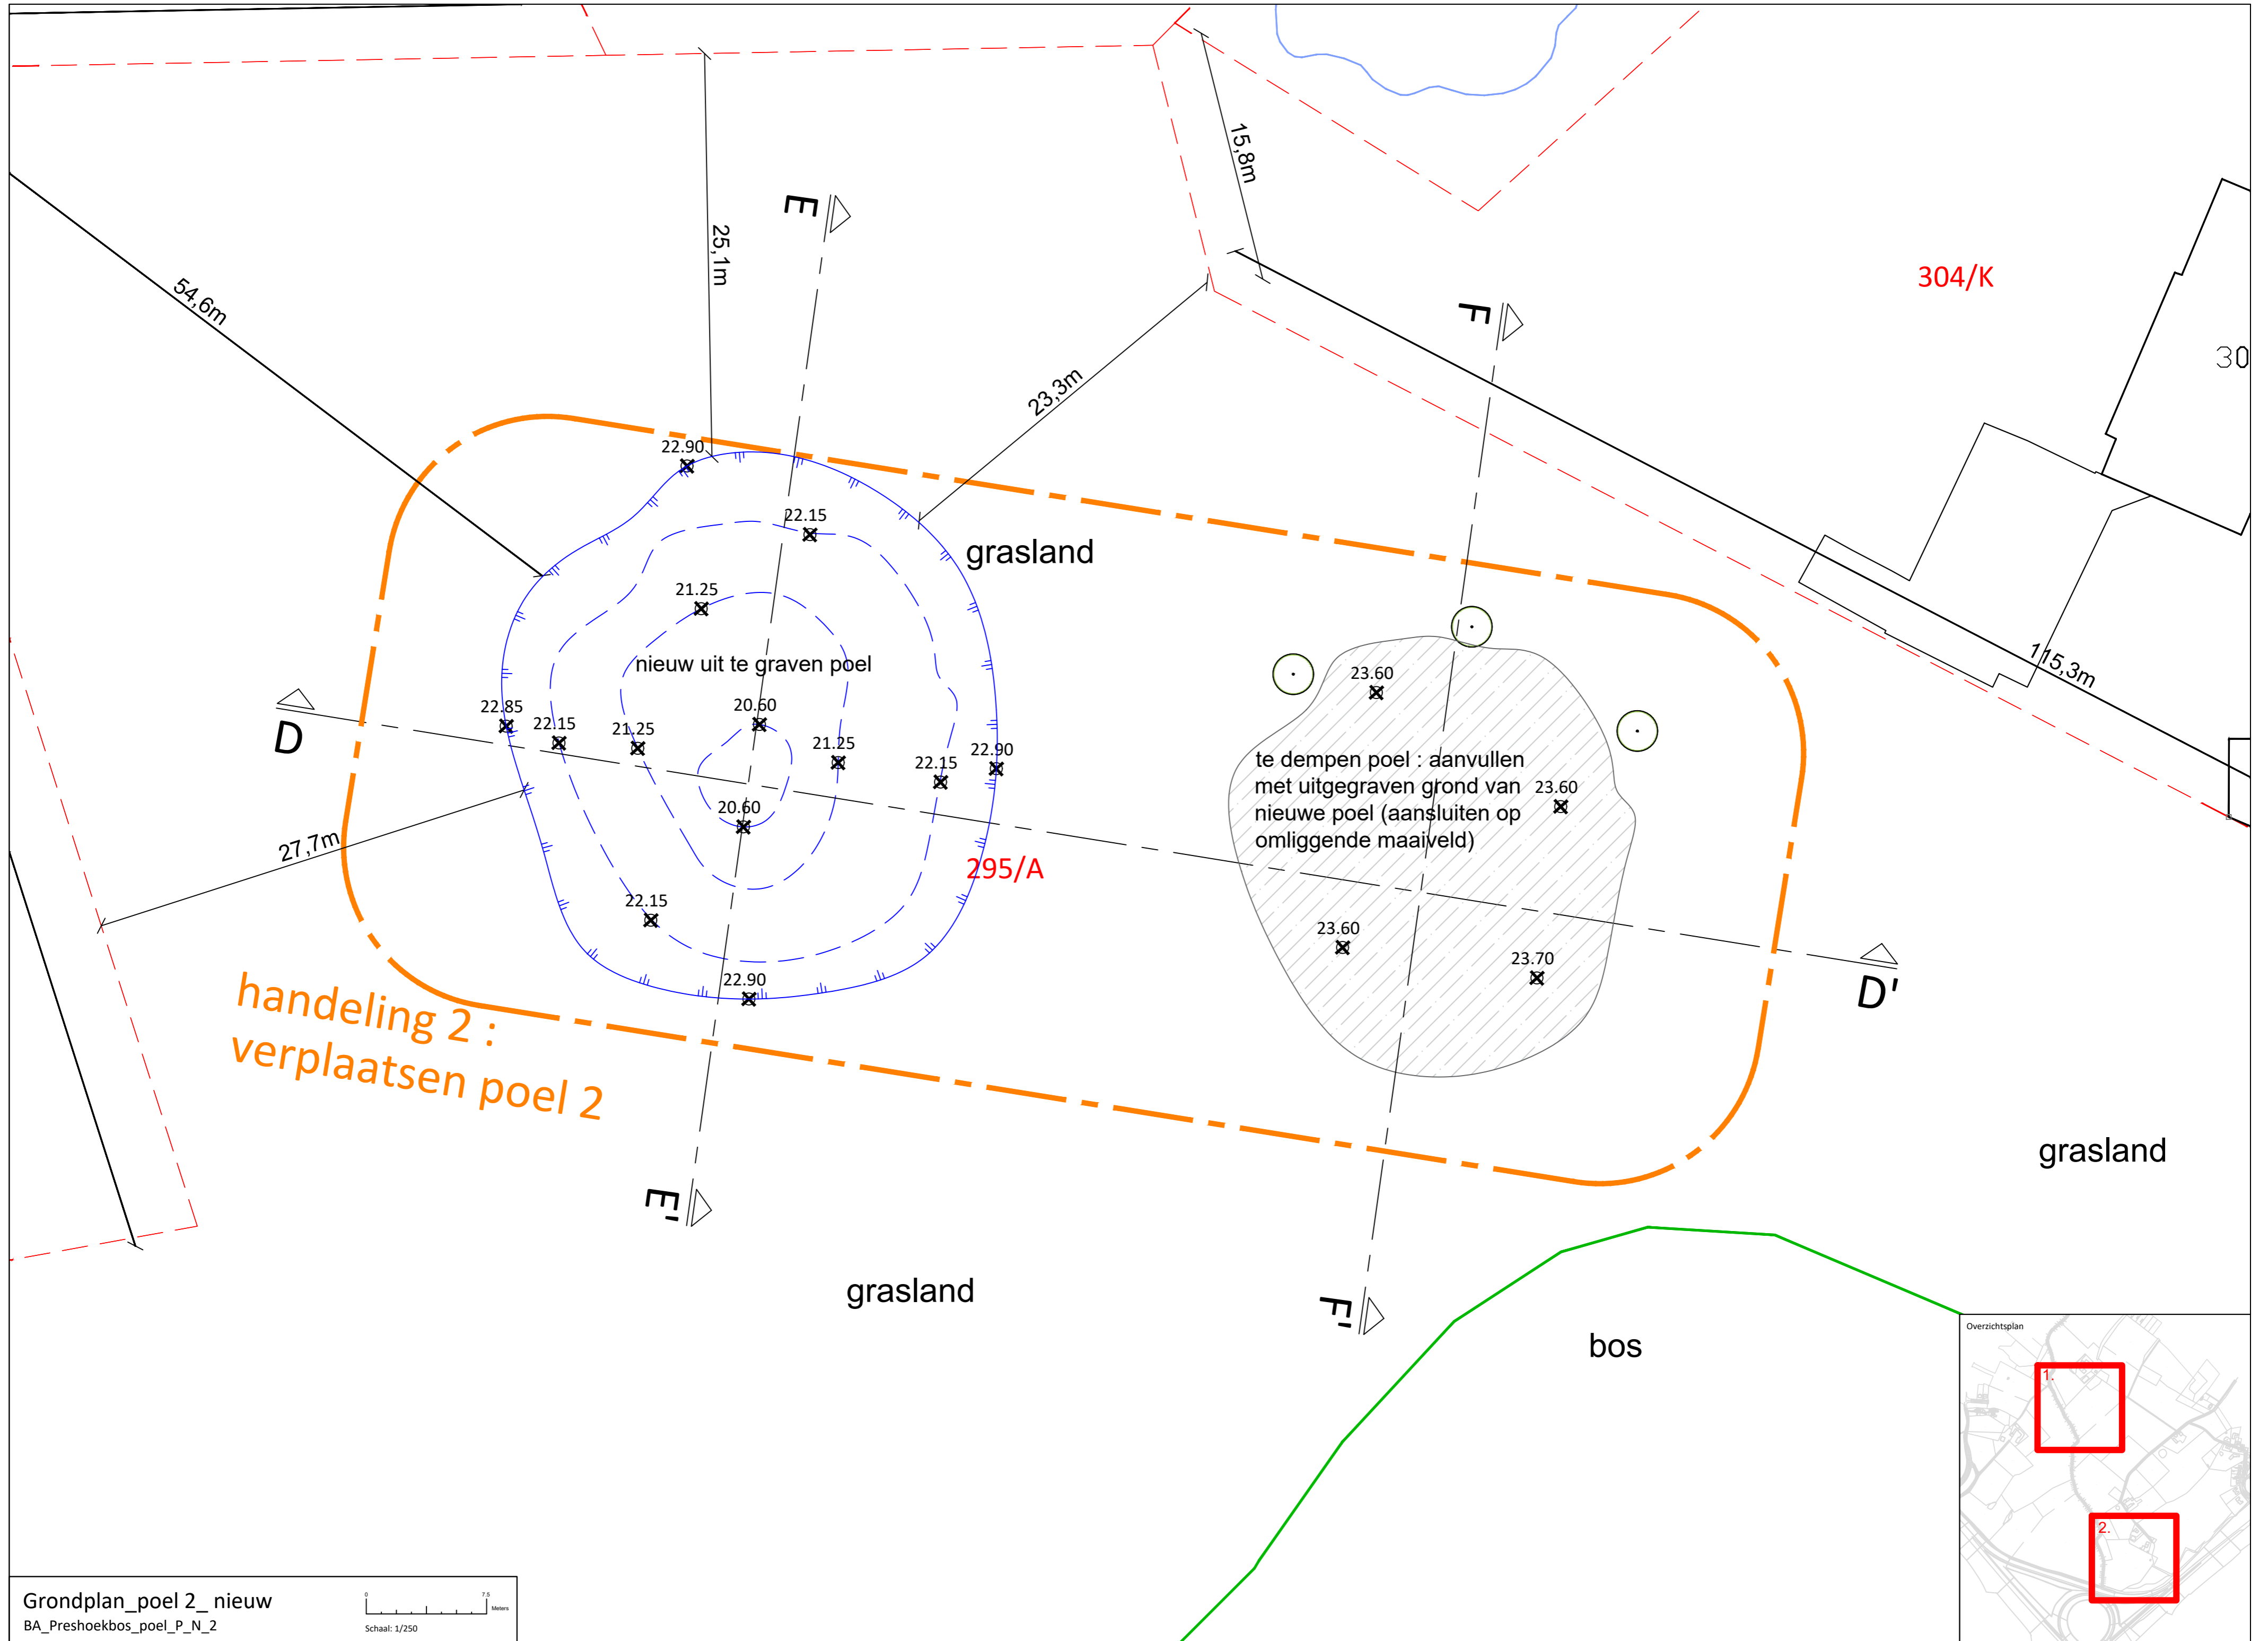 15,8m
E
25,1m
304/K
54,6m
F
30
23,3m
22.90
22.15
grasland
21.25
nieuw uit te graven poel
23.60
115,3m
22.85
22.15
21.25
20.60
21.25
22.15
22.90
D
te dempen poel : aanvullen
met uitgegraven grond van
nieuwe poel (aansluiten op
omliggende maaiveld)
23.60
20.60
27,7m
295/A
22.15
23.60
23.70
22.90
D'
handeling 2 :
verplaatsen poel 2
grasland
E'
grasland
F'
bos
Overzichtsplan
1.
2.
Grondplan_poel 2_ nieuw
BA_Preshoekbos_poel_P_N_2
0 7.5
Meters
Schaal: 1/250